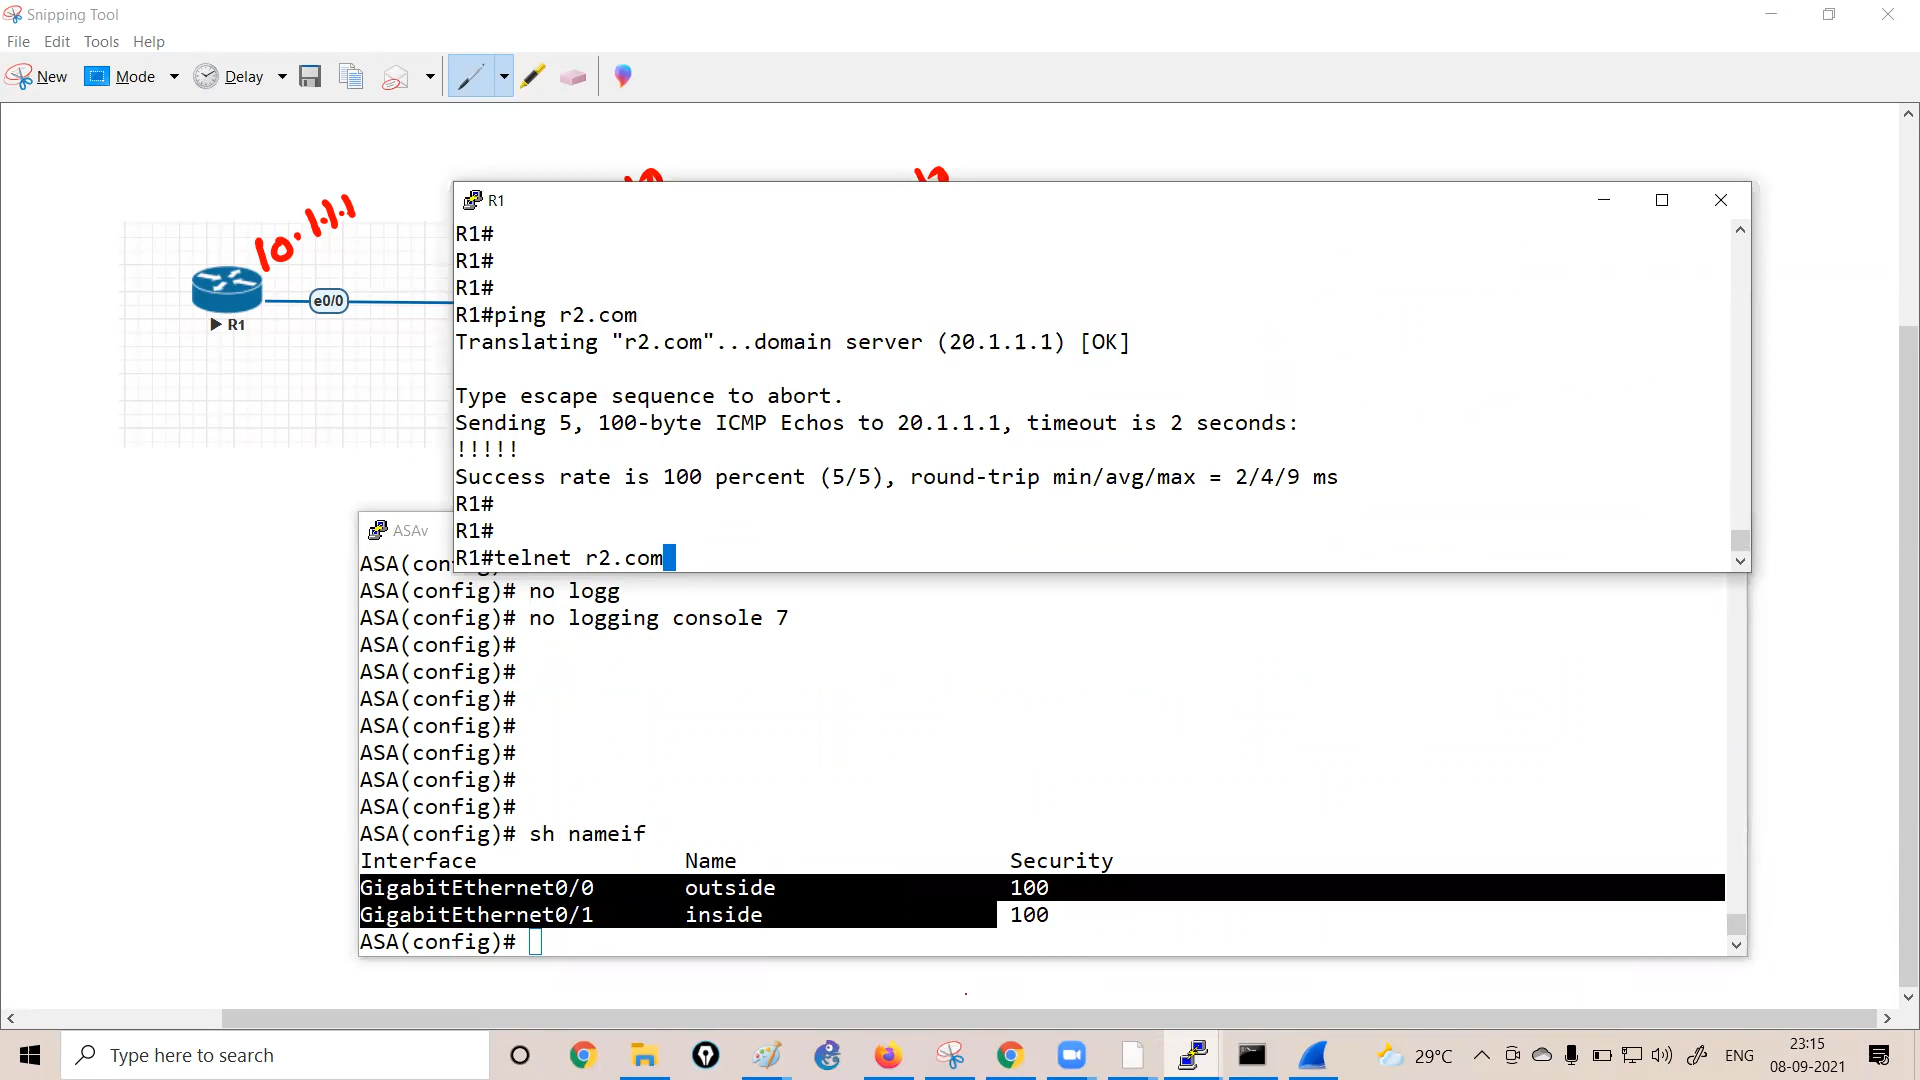 Snipping Tool
File Edit Tools Help
New Mode Delay
10.1.1.1
R1
e0/0
R1
R1#
R1#
R1#
R1#ping r2.com
Translating "r2.com"...domain server (20.1.1.1) [OK]
Type escape sequence to abort.
Sending 5, 100-byte ICMP Echos to 20.1.1.1, timeout is 2 seconds:
!!!!!
Success rate is 100 percent (5/5), round-trip min/avg/max = 2/4/9 ms
R1#
R1#
R1#telnet r2.com
ASAv
ASA(con
ASA(config)# no logg
ASA(config)# no logging console 7
ASA(config)#
ASA(config)#
ASA(config)#
ASA(config)#
ASA(config)#
ASA(config)#
ASA(config)#
ASA(config)# sh nameif
Interface Name Security
GigabitEthernet0/0 outside 100
GigabitEthernet0/1 inside 100
ASA(config)#
Type here to search
29°C
ENG
23:15
08-09-2021